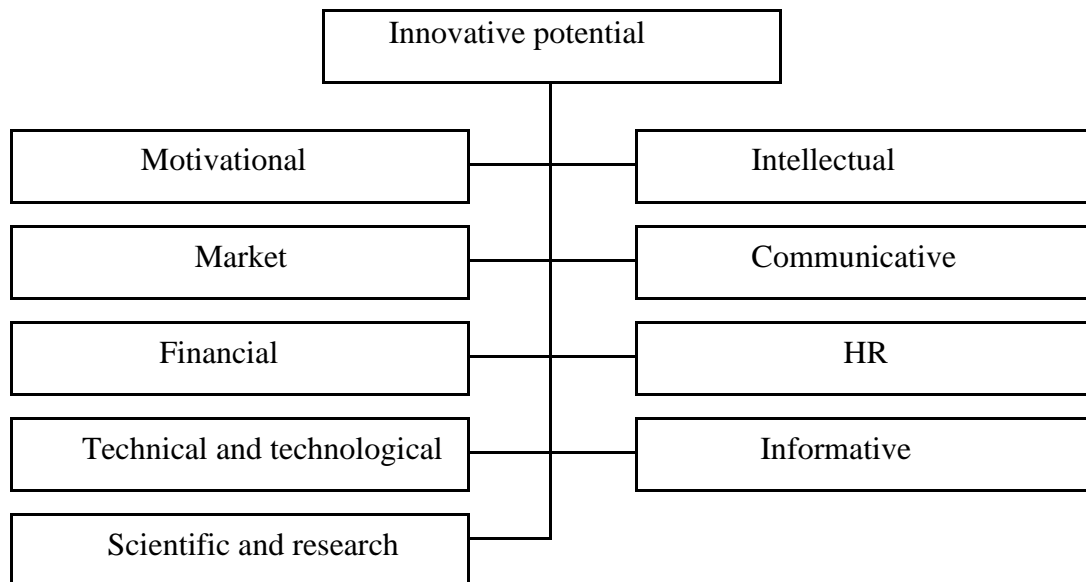 Innovative potential
Motivational
Intellectual
Market
Communicative
Financial
HR
Technical and technological
Informative
Scientific and research